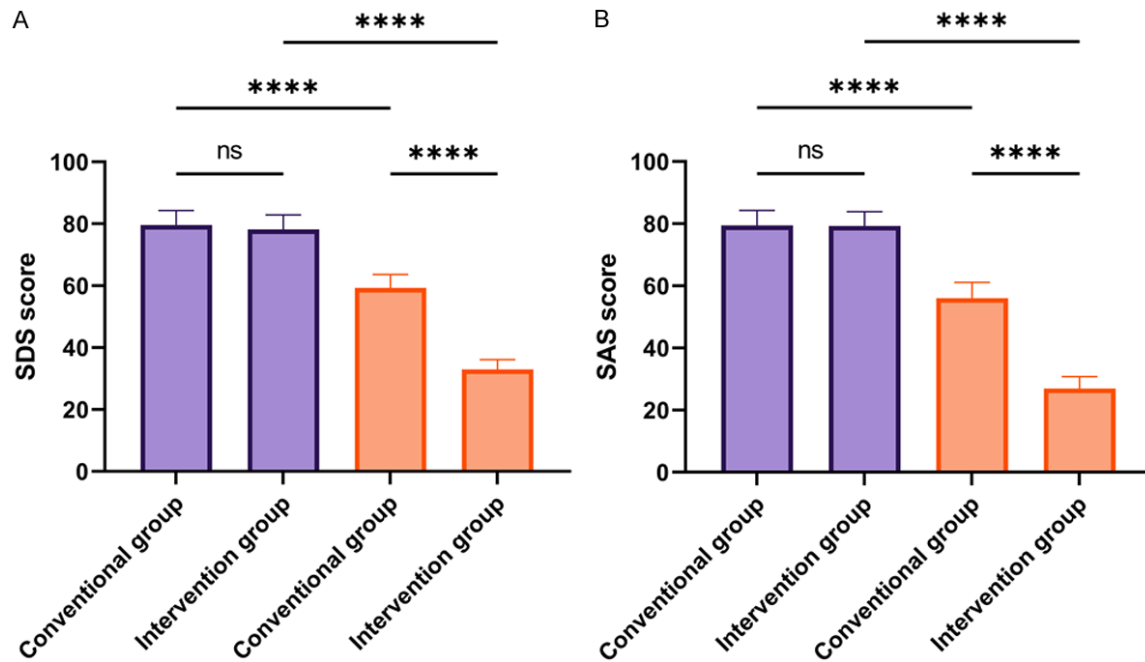 A
****
****
ns
****
SDS score
100
80
60
40
20
0
Conventional group
Intervention group
Conventional group
Intervention group
B
****
****
ns
****
SAS score
100
80
60
40
20
0
Conventional group
Intervention group
Conventional group
Intervention group